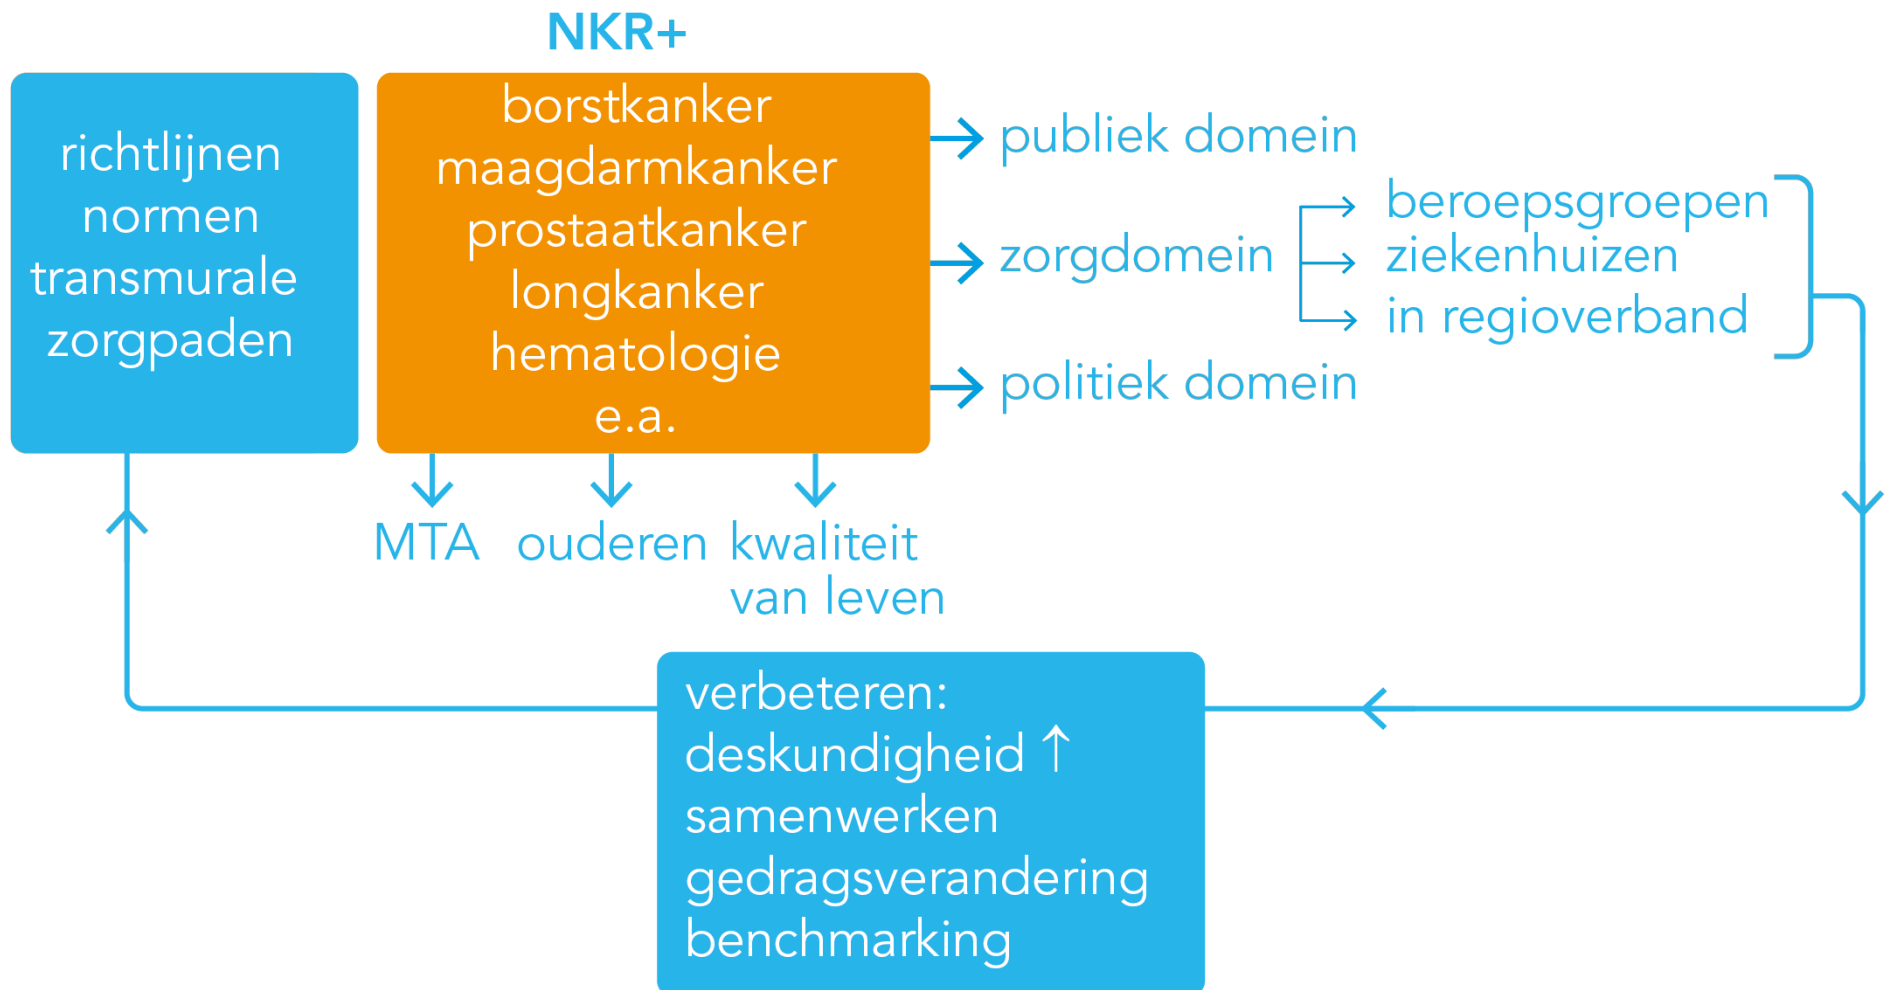 NKR+
richtlijnen
normen
transmurale
zorgpaden
borstkanker
maagdarmkanker
prostaatkanker
longkanker
hematologie
e.a.
publiek domein
zorgdomein
politiek domein
beroepsgroepen
ziekenhuizen
in regioverband
MTA
ouderen
kwaliteit
van leven
verbeteren:
deskundigheid ↑
samenwerken
gedragsverandering
benchmarking